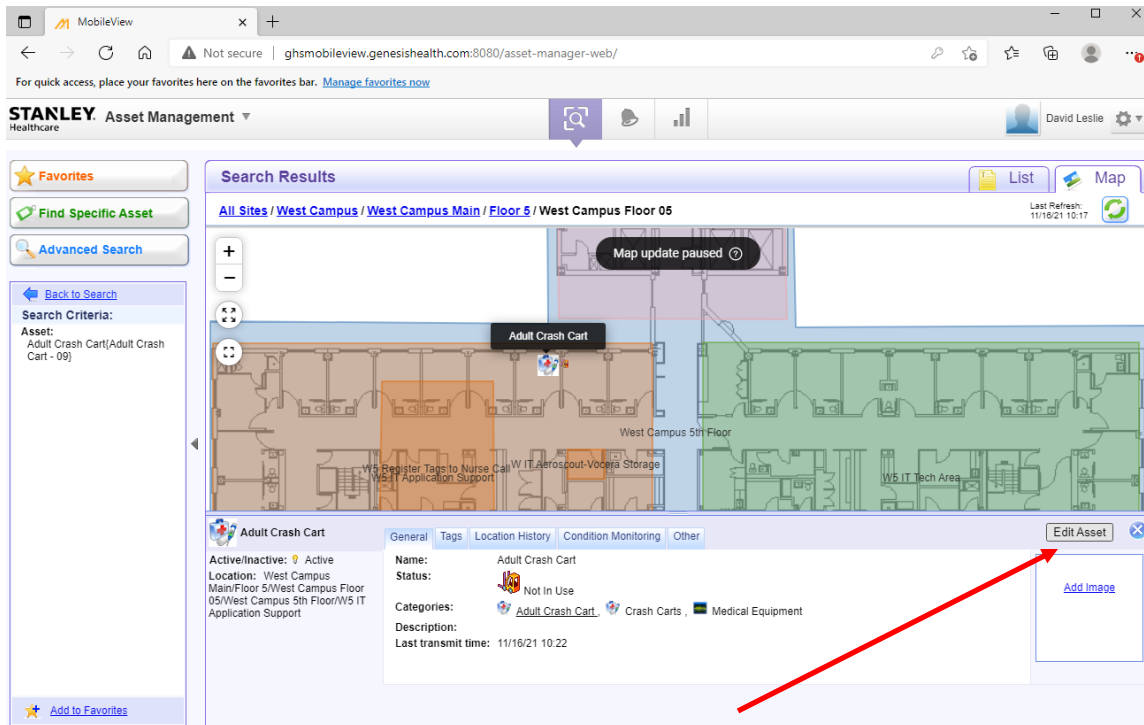 MobileView
Not secure | ghsmobileview.genesishealth.com:8080/asset-manager-web/
For quick access, place your favorites here on the favorites bar. Manage favorites now
STANLEY Healthcare Asset Management
David Leslie
Favorites
Find Specific Asset
Advanced Search
Back to Search
Search Criteria:
Asset:
Adult Crash Cart{Adult Crash
Cart - 09}
Add to Favorites
Search Results
List
Map
All Sites / West Campus / West Campus Main / Floor 5 / West Campus Floor 05
Last Refresh:
11/16/21 10:17
+
−
Map update paused
Adult Crash Cart
West Campus 5th Floor
W5 Register Tags to Nurse Call
W IT Aeroscout-Vocera Storage
W5 IT Application Support
W5 IT Tech Area
Adult Crash Cart
Active/Inactive: Active
Location: West Campus
Main/Floor 5/West Campus Floor
05/West Campus 5th Floor/W5 IT
Application Support
General Tags Location History Condition Monitoring Other
Edit Asset
Name: Adult Crash Cart
Status: Not In Use
Categories: Adult Crash Cart , Crash Carts , Medical Equipment
Description:
Last transmit time: 11/16/21 10:22
Add Image